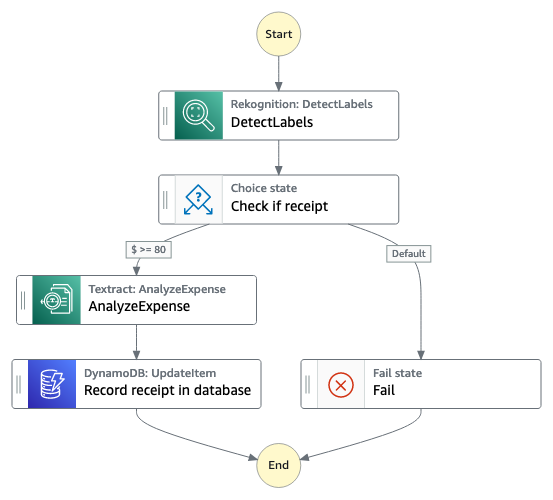 Start
Rekognition: DetectLabels
DetectLabels
Choice state
Check if receipt
$ >= 80
Default
Textract: AnalyzeExpense
AnalyzeExpense
DynamoDB: UpdateItem
Record receipt in database
Fail state
Fail
End